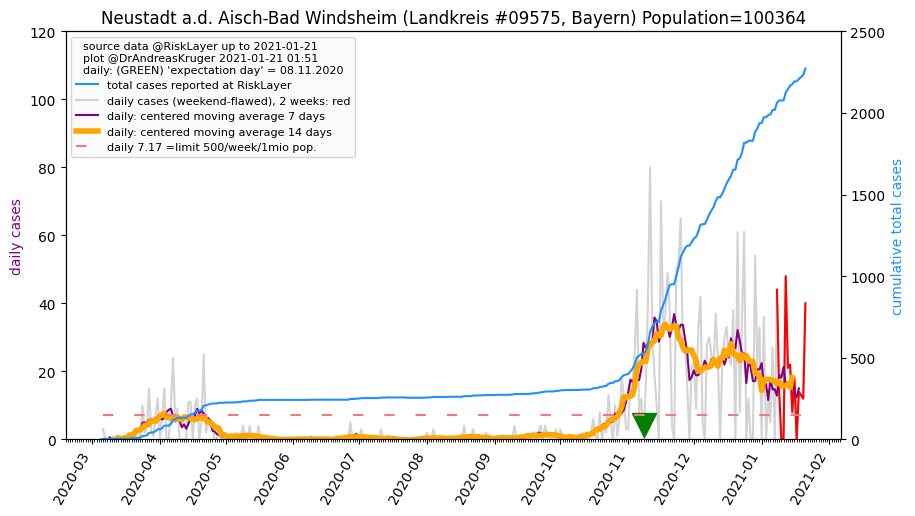 Neustadt a.d. Aisch-Bad Windsheim (Landkreis #09575, Bayern) Population=100364
120
100
80
60
40
20
0
daily cases
source data @RiskLayer up to 2021-01-21
plot @DrAndreasKruger 2021-01-21 01:51
daily: (GREEN) 'expectation day' = 08.11.2020
total cases reported at RiskLayer
daily cases (weekend-flawed), 2 weeks: red
daily: centered moving average 7 days
daily: centered moving average 14 days
daily 7.17 =limit 500/week/1mio pop.
2500
2000
1500
1000
500
0
cumulative total cases
2020-03
2020-04
2020-05
2020-06
2020-07
2020-08
2020-09
2020-10
2020-11
2020-12
2021-01
2021-02